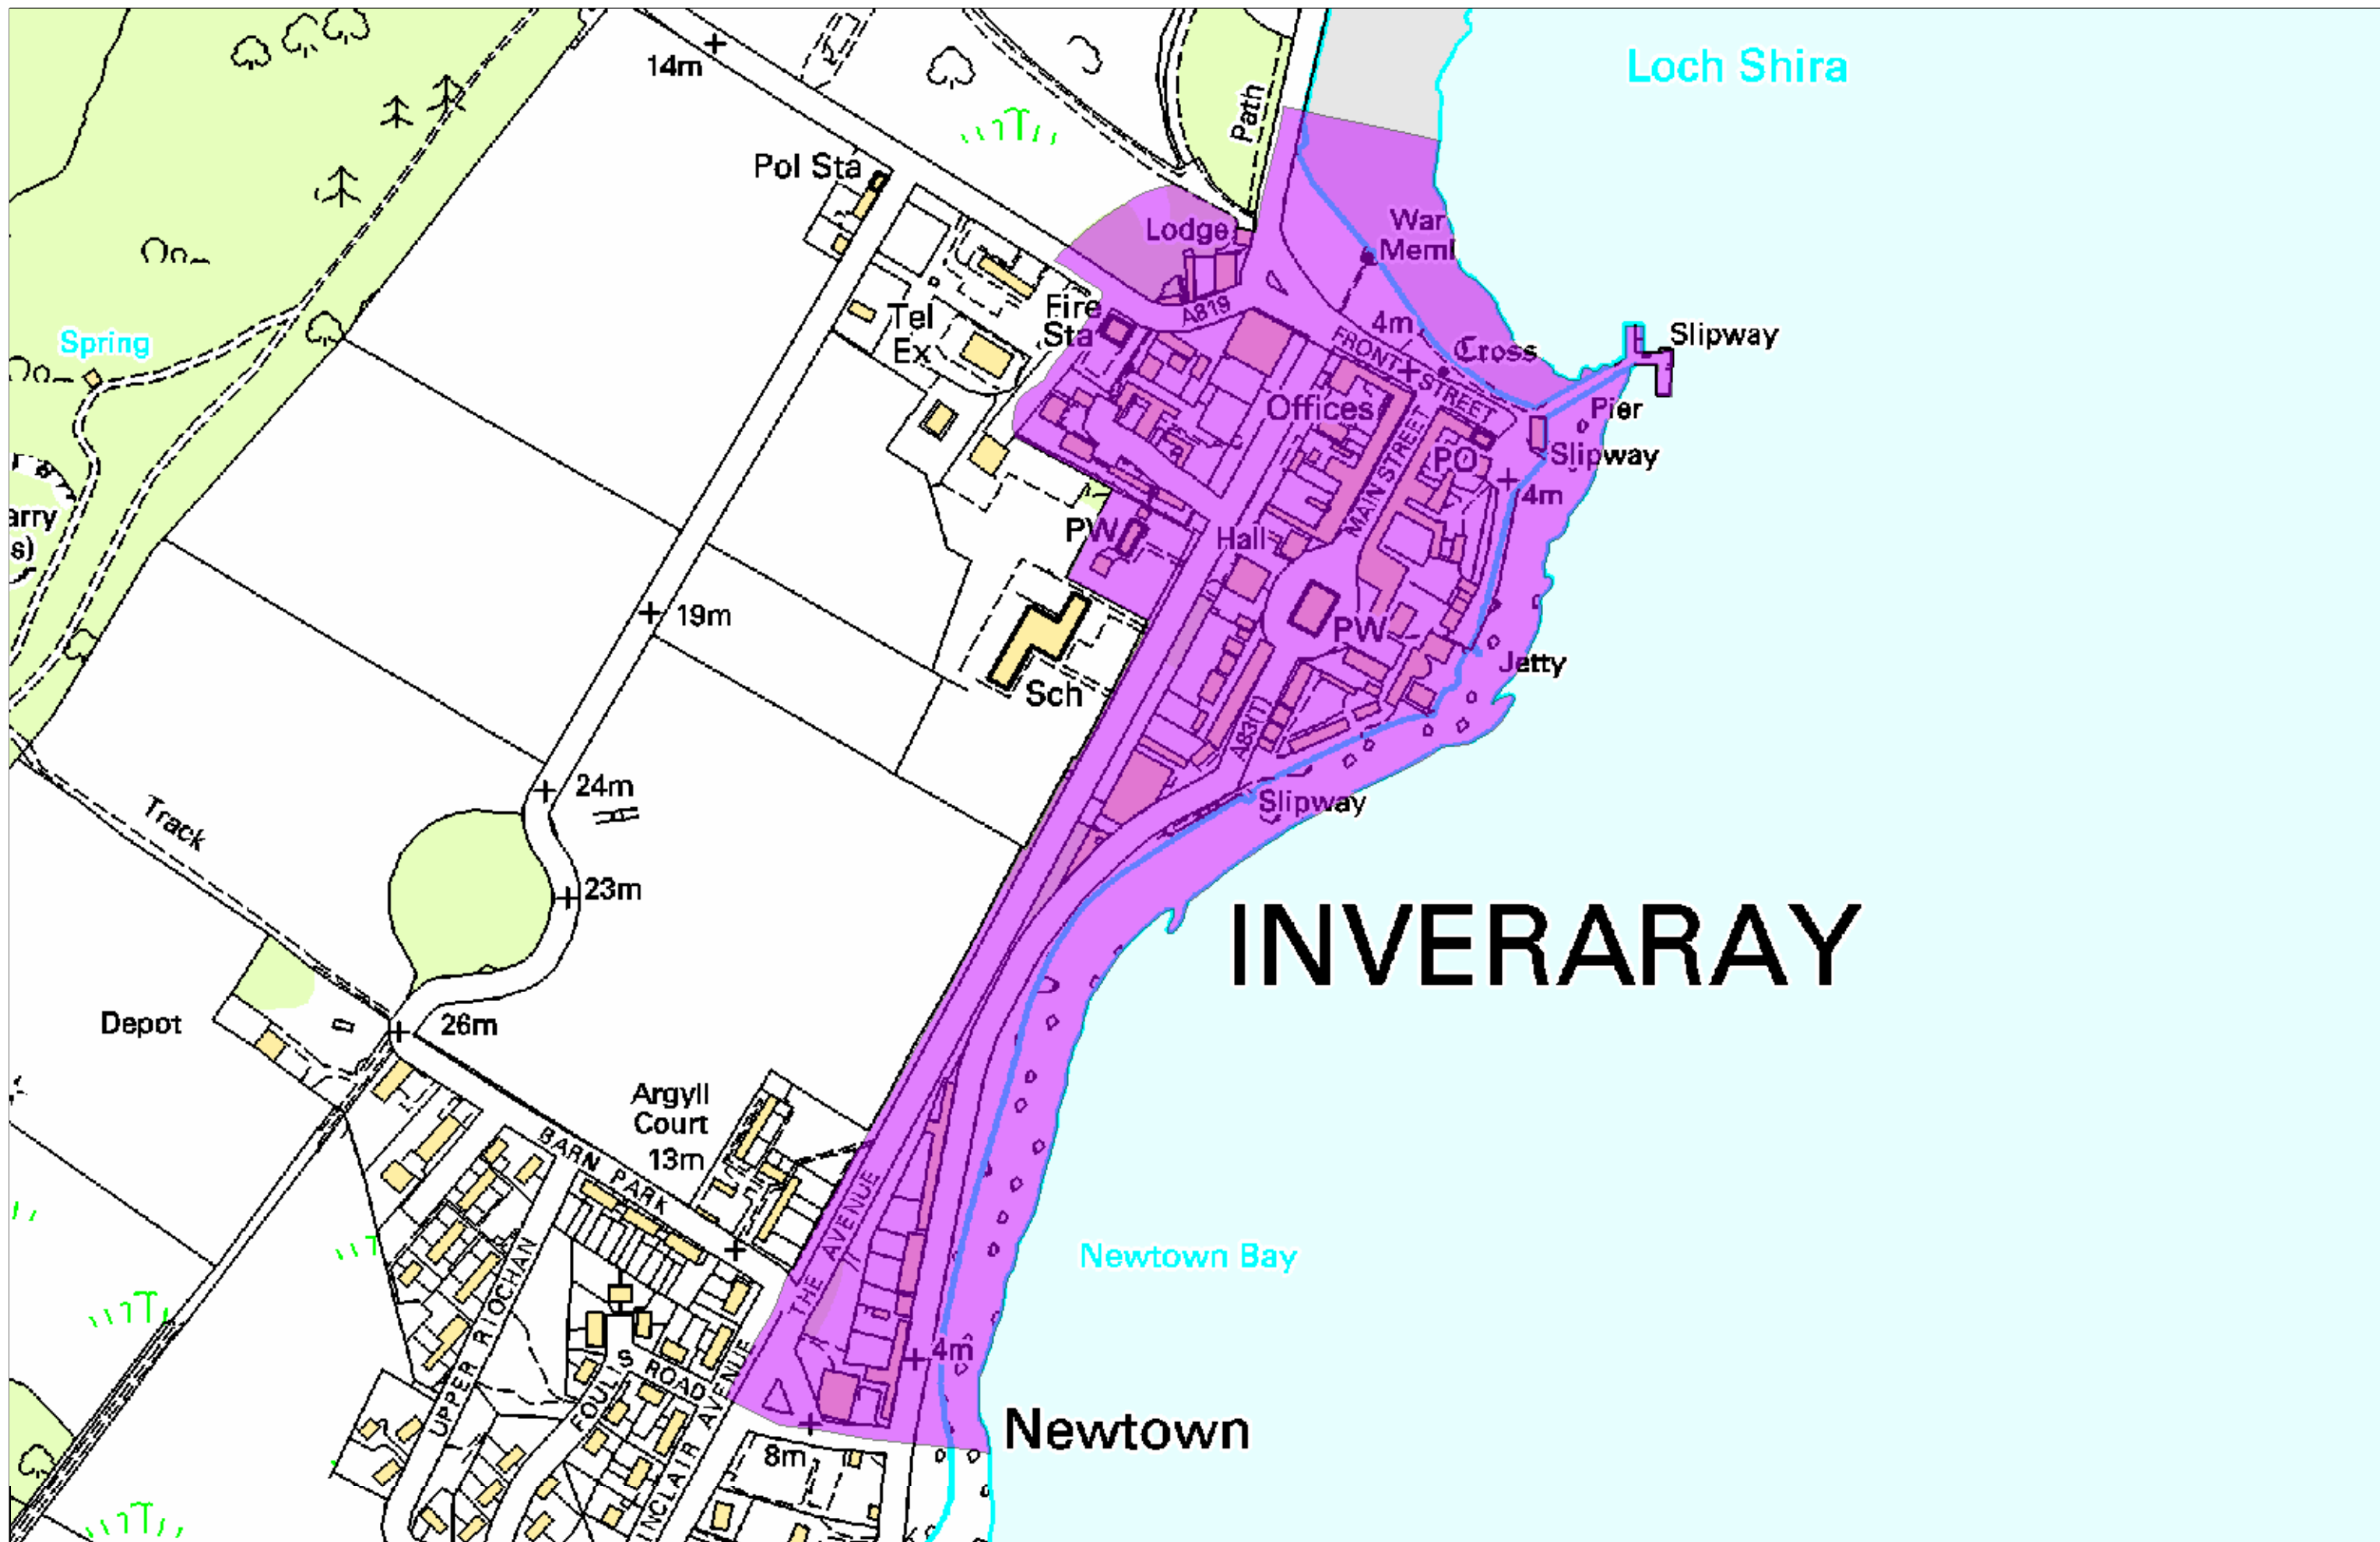 Loch Shira
14m
Path
Pol Sta
Lodge
War
Meml
A819
Fire
Sta
Tel
Ex
4m
FRONT STREET
Cross
Slipway
Spring
Offices
Pier
MAIN STREET
PO
Slipway
4m
arry
s)
PW
Hall
19m
PW
Jetty
Sch
A83(T)
24m
Slipway
Track
23m
INVERARAY
Depot
26m
Argyll
Court
13m
BARN PARK
THE AVENUE
Newtown Bay
UPPER RIOCHAN
4m
FOUL'S ROAD
INCLAIR AVENUE
Newtown
8m